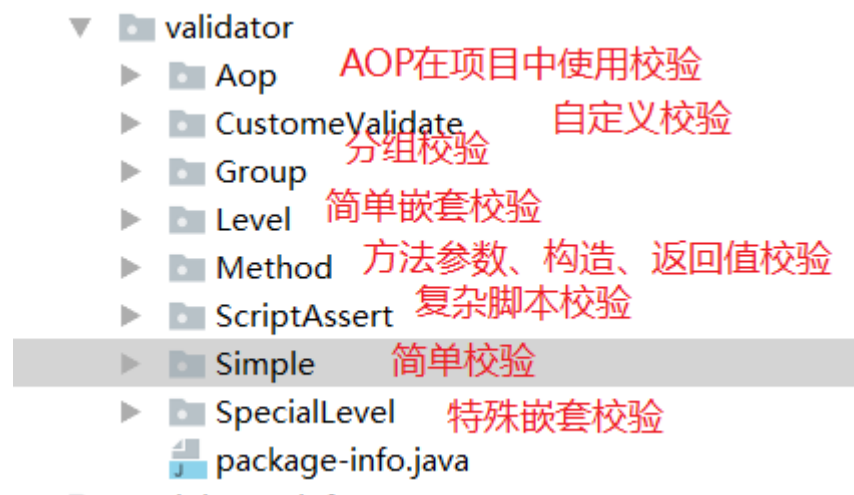 validator
Aop AOP在项目中使用校验
CustomeValidate 自定义校验
分组校验
Group
Level 简单嵌套校验
Method 方法参数、构造、返回值校验
ScriptAssert 复杂脚本校验
Simple 简单校验
SpecialLevel 特殊嵌套校验
package-info.java